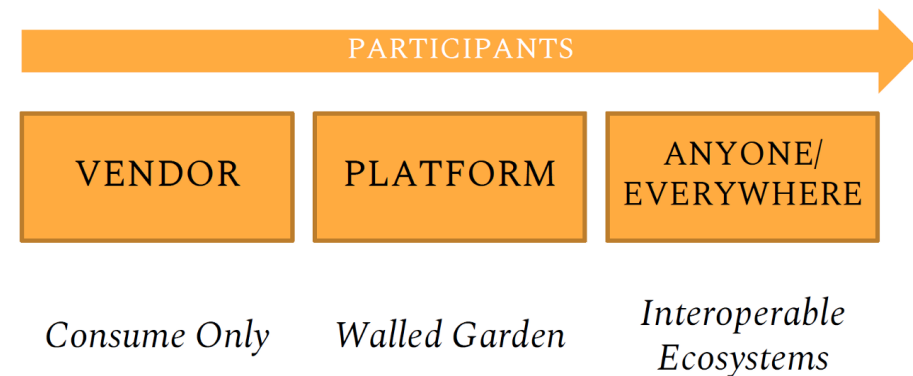 PARTICIPANTS
VENDOR
PLATFORM
ANYONE/
EVERYWHERE
Consume Only
Walled Garden
Interoperable
Ecosystems